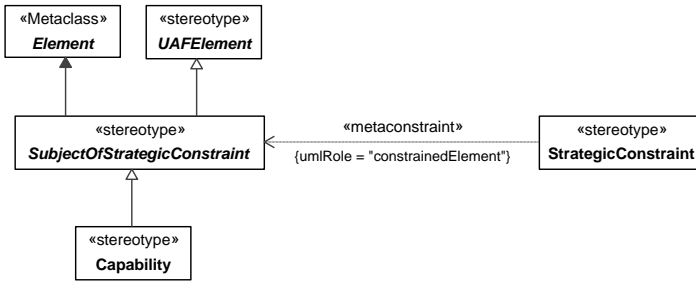 «Metaclass»
Element
«stereotype»
UAFElement
«stereotype»
SubjectOfStrategicConstraint
«metaconstraint»
{umlRole = "constrainedElement"}
«stereotype»
StrategicConstraint
«stereotype»
Capability